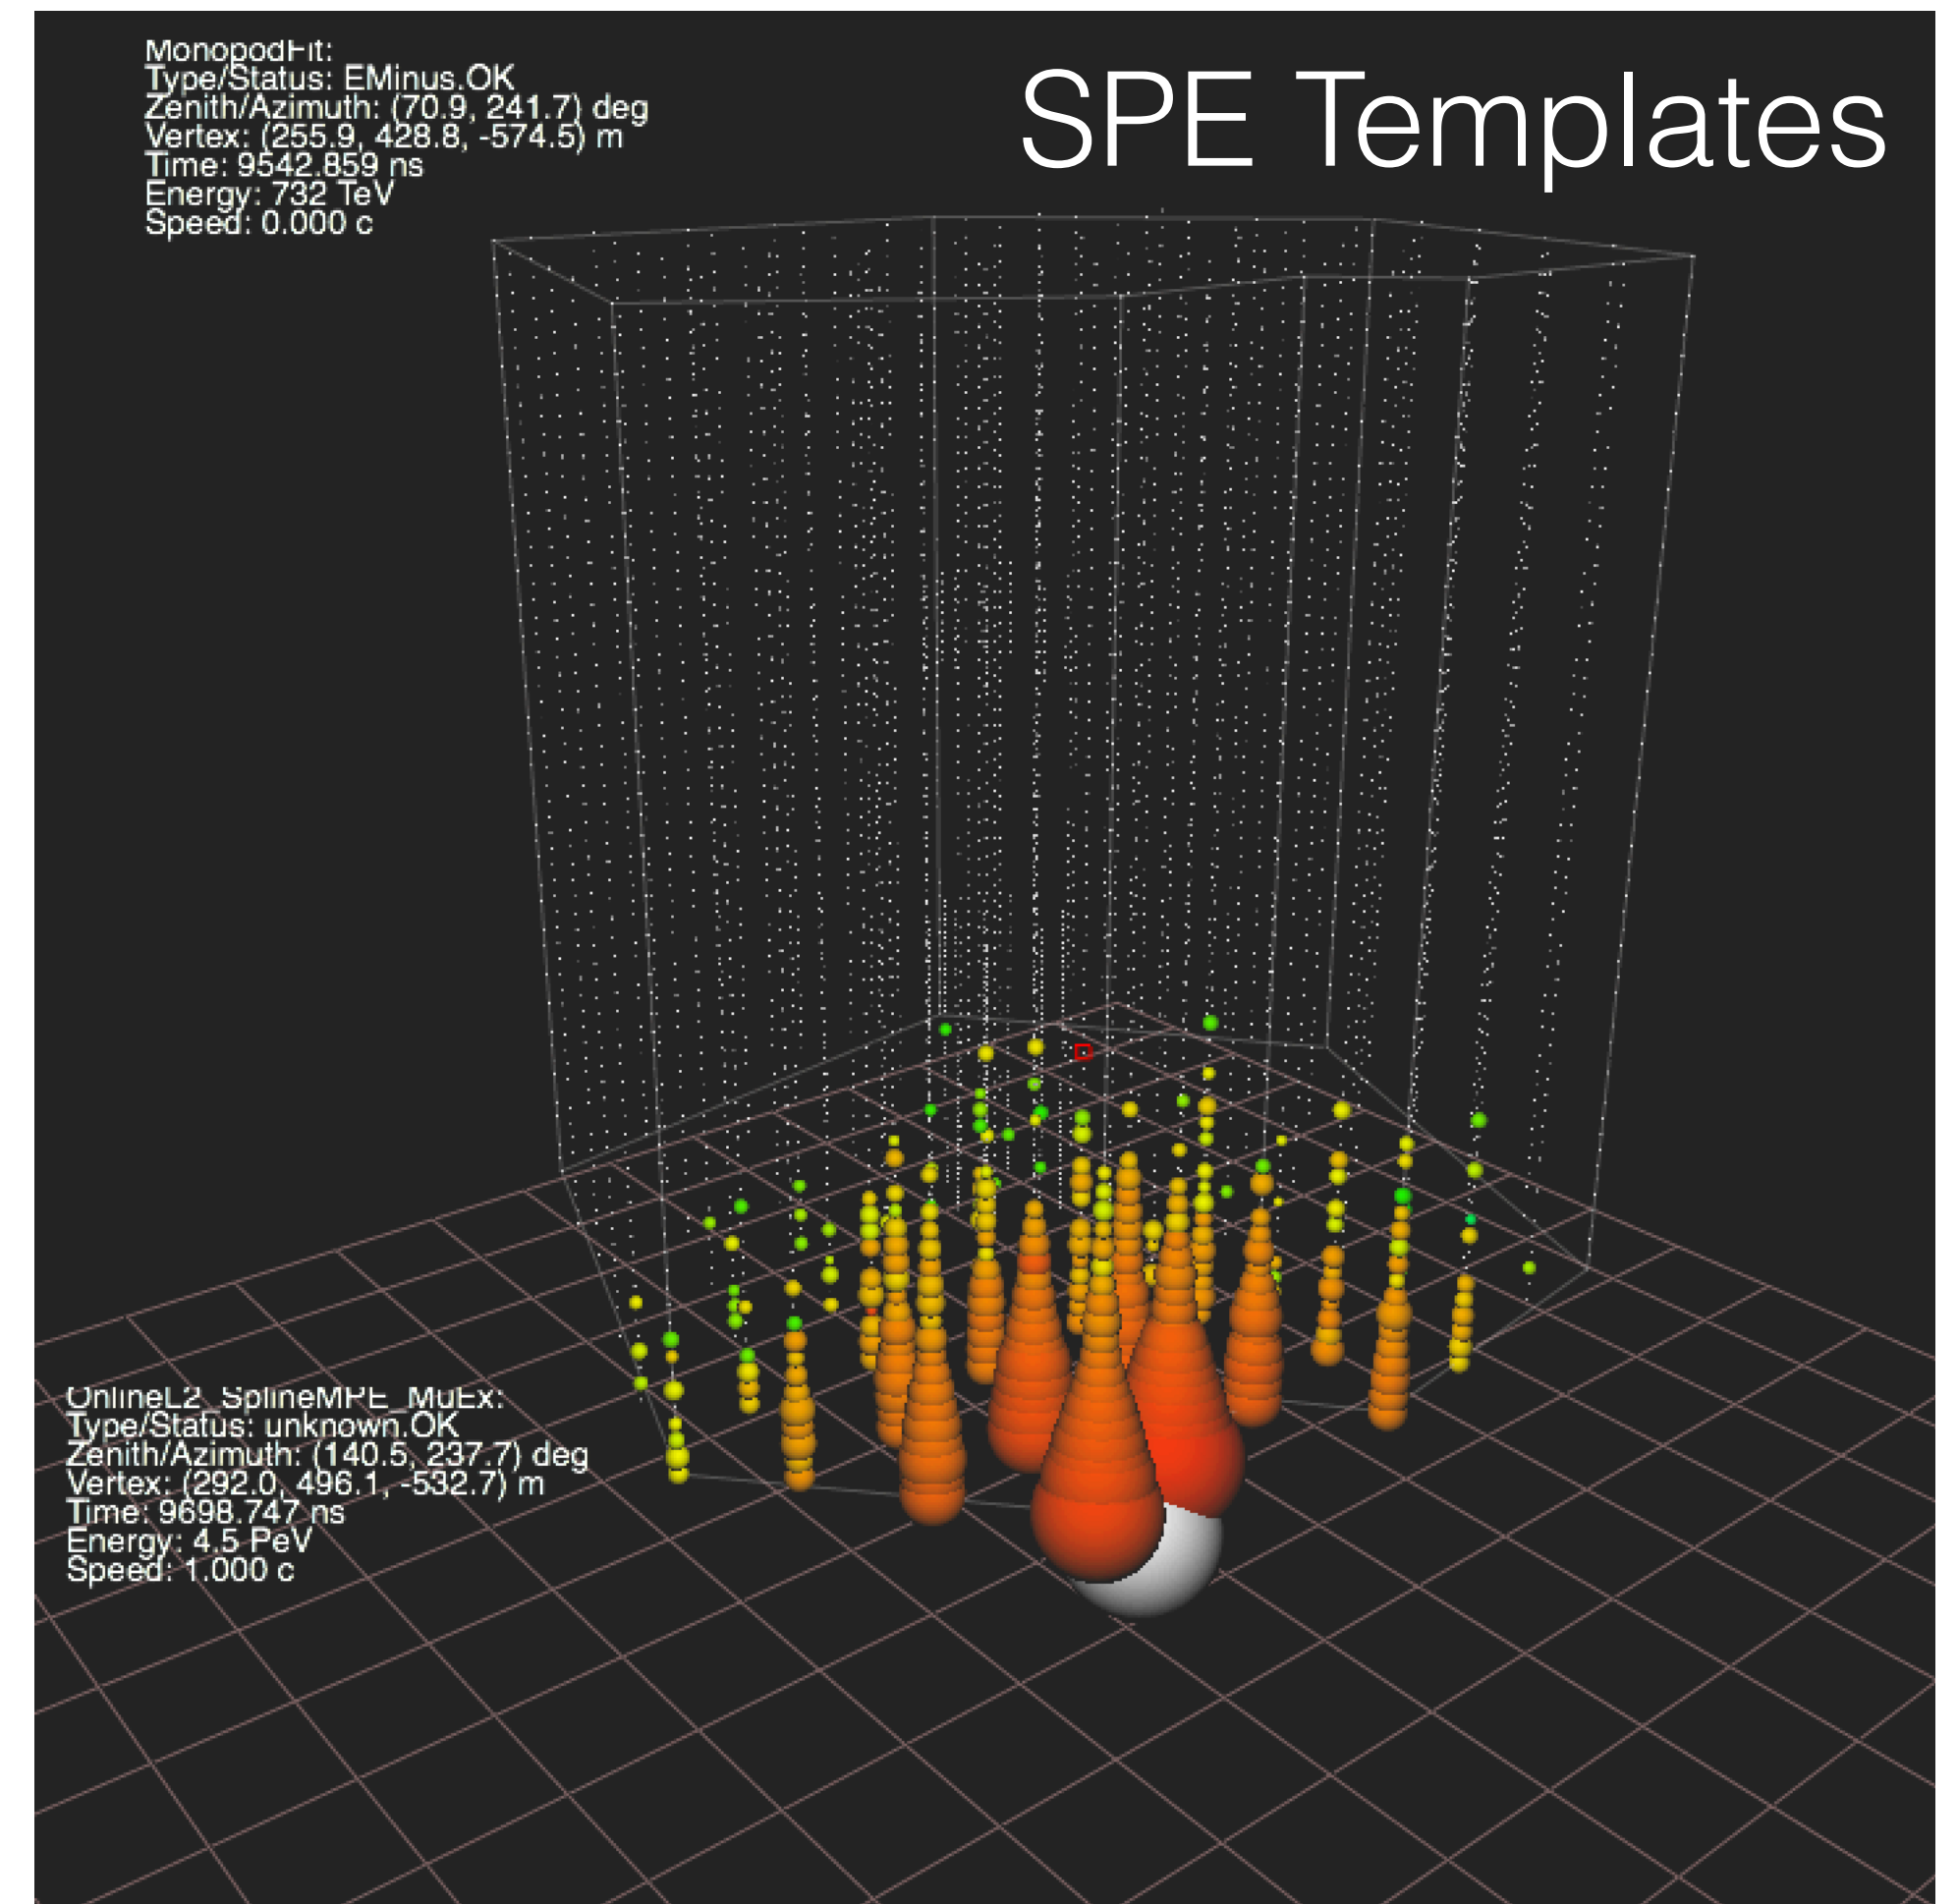 MonopodFit:
Type/Status: EMinus.OK
Zenith/Azimuth: (70.9, 241.7) deg
Vertex: (255.9, 428.8, -574.5) m
Time: 9542.859 ns
Energy: 732 TeV
Speed: 0.000 c
SPE Templates
OnlineL2_SplineMPE_MuEx:
Type/Status: unknown.OK
Zenith/Azimuth: (140.5, 237.7) deg
Vertex: (292.0, 496.1, -532.7) m
Time: 9698.747 ns
Energy: 4.5 PeV
Speed: 1.000 c